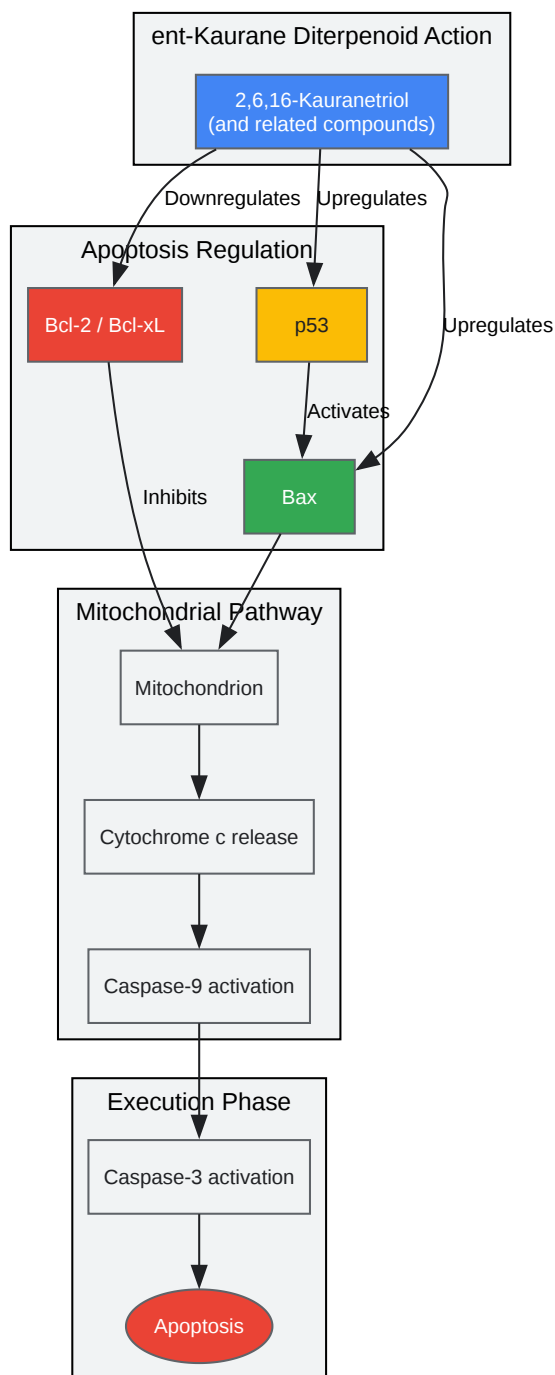 ent-Kaurane Diterpenoid Action
2,6,16-Kauranetriol
(and related compounds)
Downregulates
Upregulates
Apoptosis Regulation
Bcl-2 / Bcl-xL
p53
Upregulates
Activates
Inhibits
Bax
Mitochondrial Pathway
Mitochondrion
Cytochrome c release
Caspase-9 activation
Execution Phase
Caspase-3 activation
Apoptosis